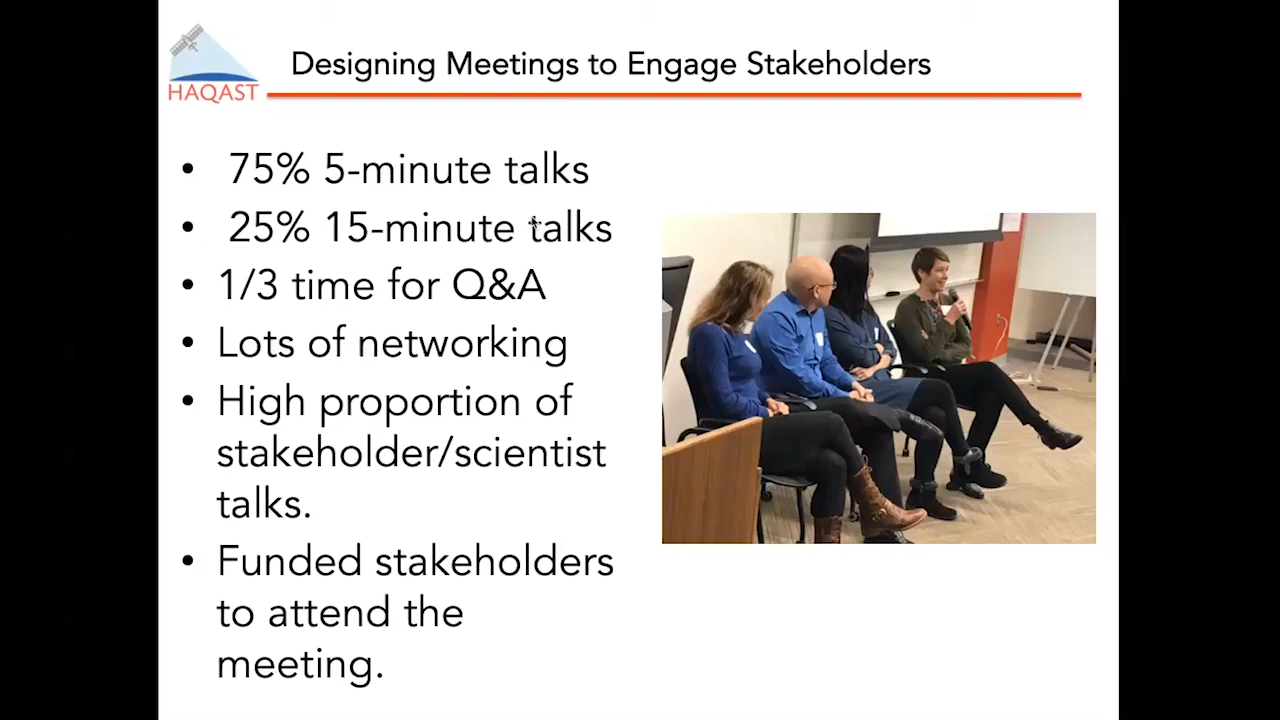 HAQAST
Designing Meetings to Engage Stakeholders
• 75% 5-minute talks
• 25% 15-minute talks
• 1/3 time for Q&A
• Lots of networking
• High proportion of
stakeholder/scientist
talks.
• Funded stakeholders
to attend the
meeting.